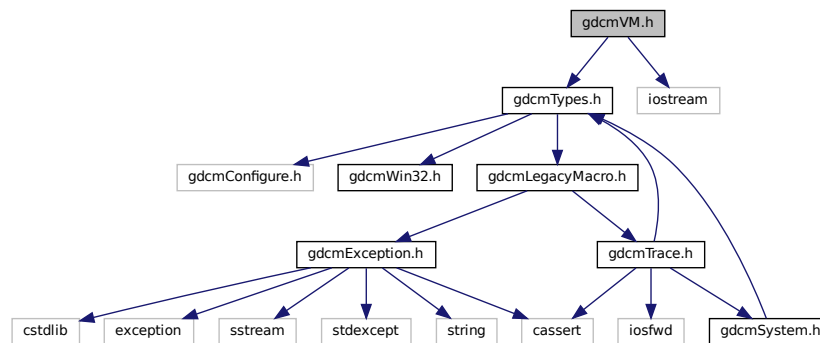 gdcmVM.h
gdcmTypes.h
iostream
gdcmConfigure.h
gdcmWin32.h
gdcmLegacyMacro.h
gdcmException.h
gdcmTrace.h
cstdlib
exception
sstream
stdexcept
string
cassert
iosfwd
gdcmSystem.h